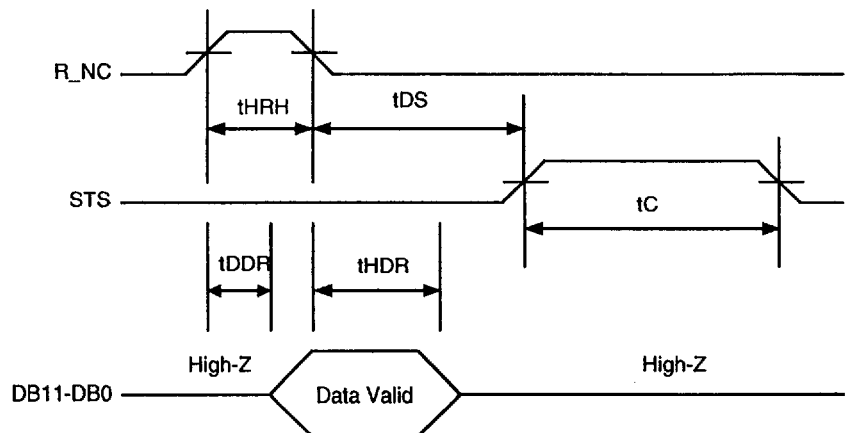 R_NC
tHRH
tDS
STS
tC
tDDR
tHDR
High-Z
High-Z
DB11-DB0
Data Valid